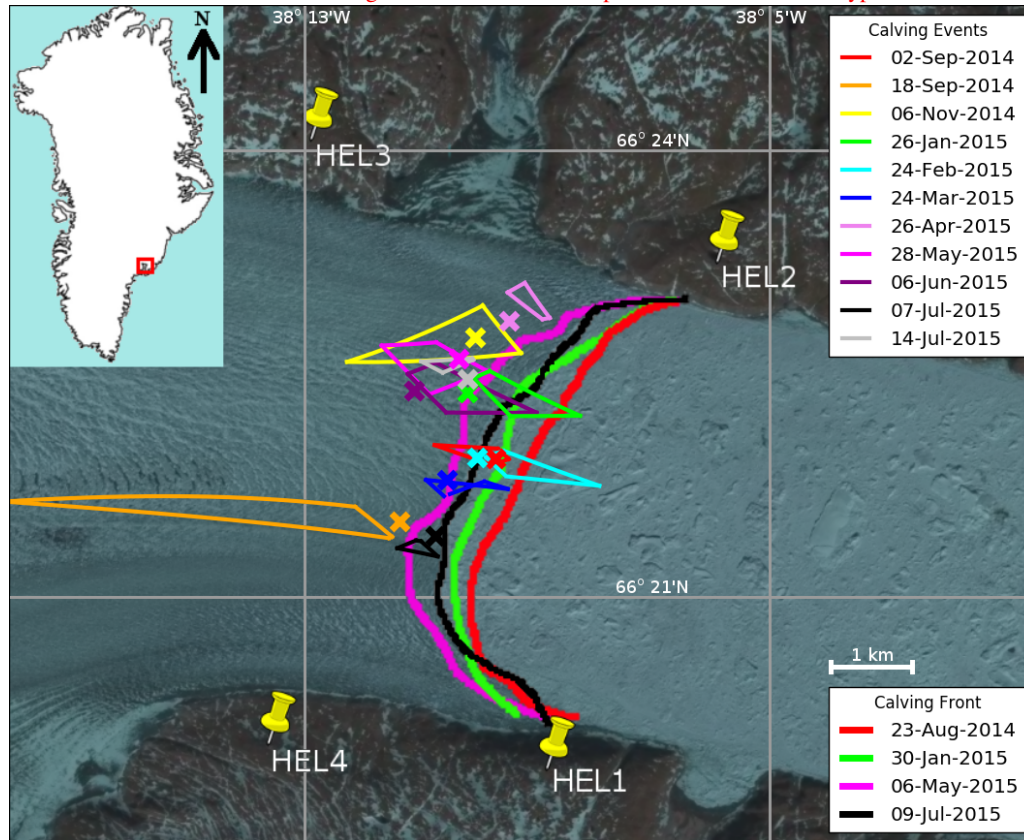 38° 13'W
38° 5'W
N
Calving Events
02-Sep-2014
18-Sep-2014
06-Nov-2014
26-Jan-2015
24-Feb-2015
24-Mar-2015
26-Apr-2015
28-May-2015
06-Jun-2015
07-Jul-2015
14-Jul-2015
66° 24'N
HEL3
HEL2
66° 21'N
1 km
HEL4
HEL1
Calving Front
23-Aug-2014
30-Jan-2015
06-May-2015
09-Jul-2015